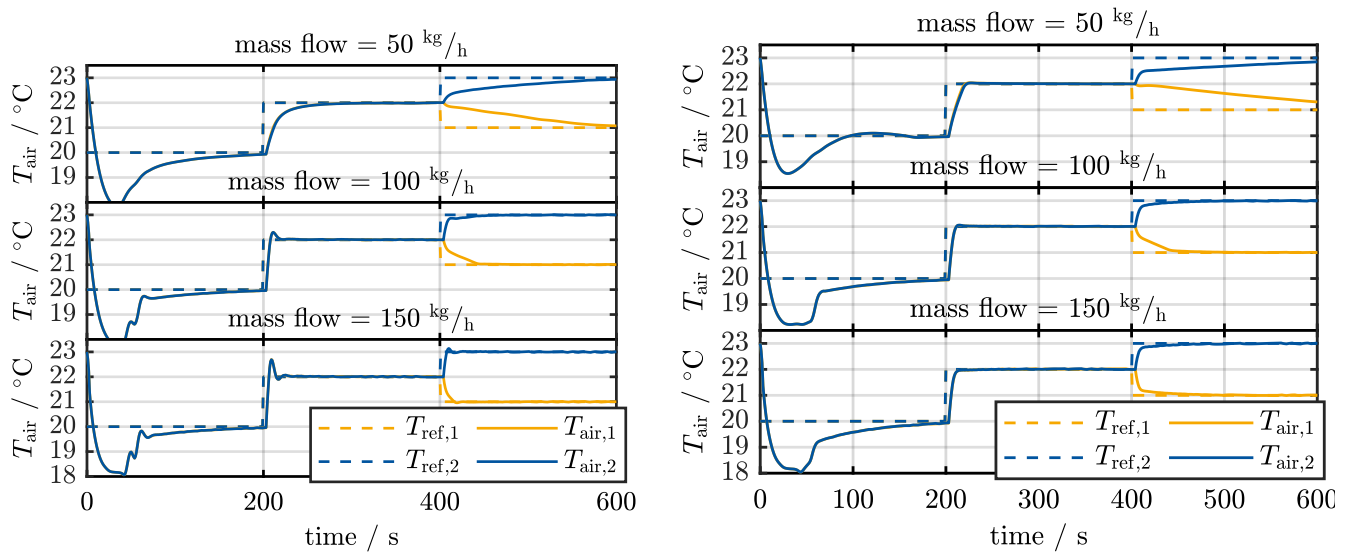 mass flow = 50 kg/h
23
22
21
20
19
T_air / °C
mass flow = 100 kg/h
23
22
21
20
19
T_air / °C
mass flow = 150 kg/h
23
22
21
20
19
18
T_air / °C
T_ref,1 T_air,1
T_ref,2 T_air,2
0 200 400 600
time / s
mass flow = 50 kg/h
23
22
21
20
19
T_air / °C
mass flow = 100 kg/h
23
22
21
20
19
T_air / °C
mass flow = 150 kg/h
23
22
21
20
19
18
T_air / °C
T_ref,1 T_air,1
T_ref,2 T_air,2
0 100 200 300 400 500 600
time / s